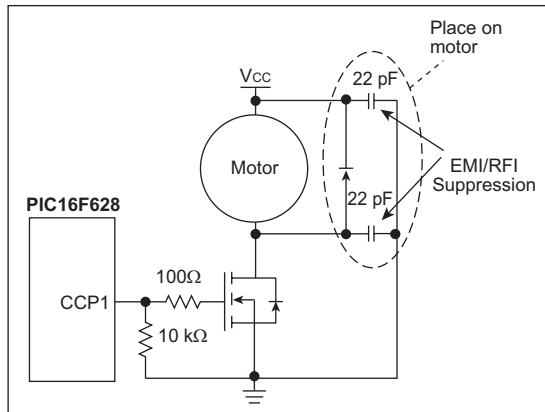 Place on
motor
VCC
22 pF
Motor
EMI/RFI
Suppression
22 pF
PIC16F628
100Ω
CCP1
10 kΩ